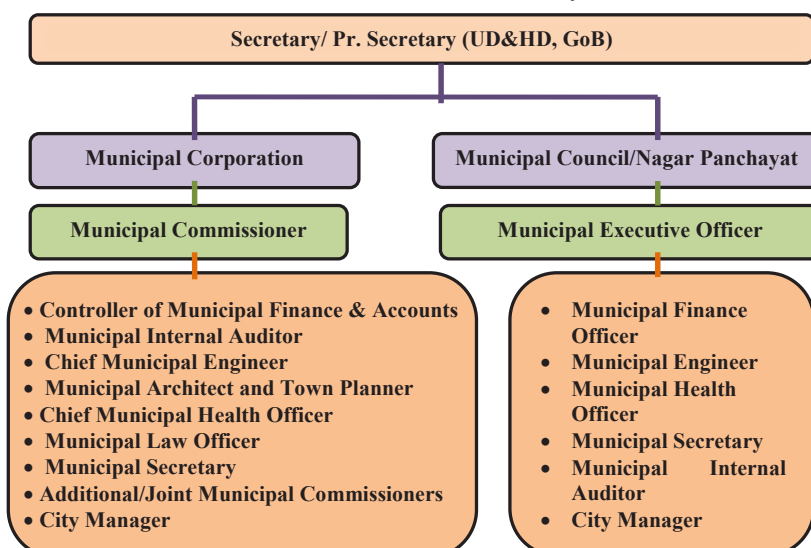 Secretary/ Pr. Secretary (UD&HD, GoB)
Municipal Corporation
Municipal Council/Nagar Panchayat
Municipal Commissioner
Municipal Executive Officer
• Controller of Municipal Finance & Accounts
• Municipal Internal Auditor
• Chief Municipal Engineer
• Municipal Architect and Town Planner
• Chief Municipal Health Officer
• Municipal Law Officer
• Municipal Secretary
• Additional/Joint Municipal Commissioners
• City Manager
• Municipal Finance
Officer
• Municipal Engineer
• Municipal Health
Officer
• Municipal Secretary
• Municipal Internal
Auditor
• City Manager